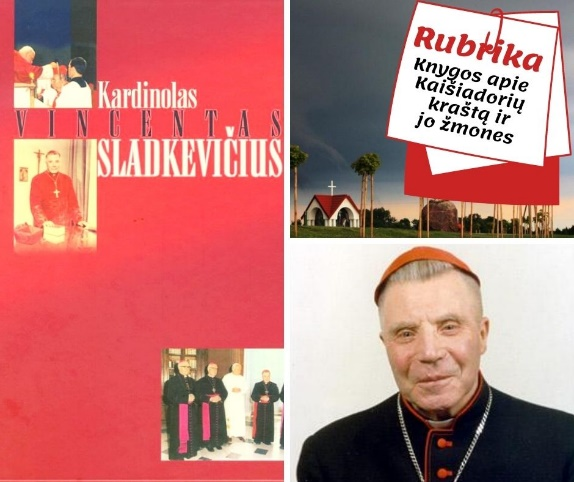 Kardinolas
VINCENTAS
SLADKEVIČIUS
Rubrika
Knygos apie
Kaišiadorių
kraštą ir
jo žmones